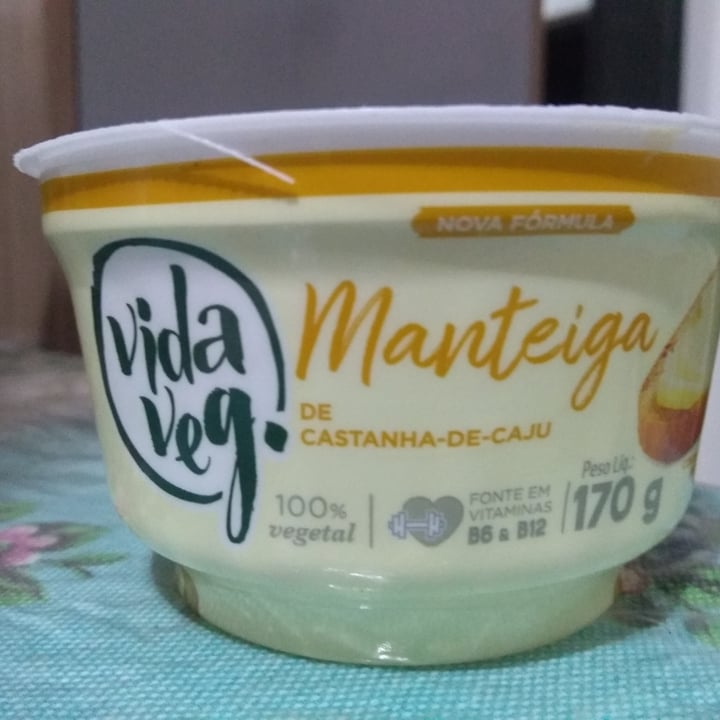 NOVA FÓRMULA
vida
veg.
Manteiga
DE
CASTANHA-DE-CAJU
100%
vegetal
FONTE EM
VITAMINAS
B6 & B12
Peso Líq.:
170 g